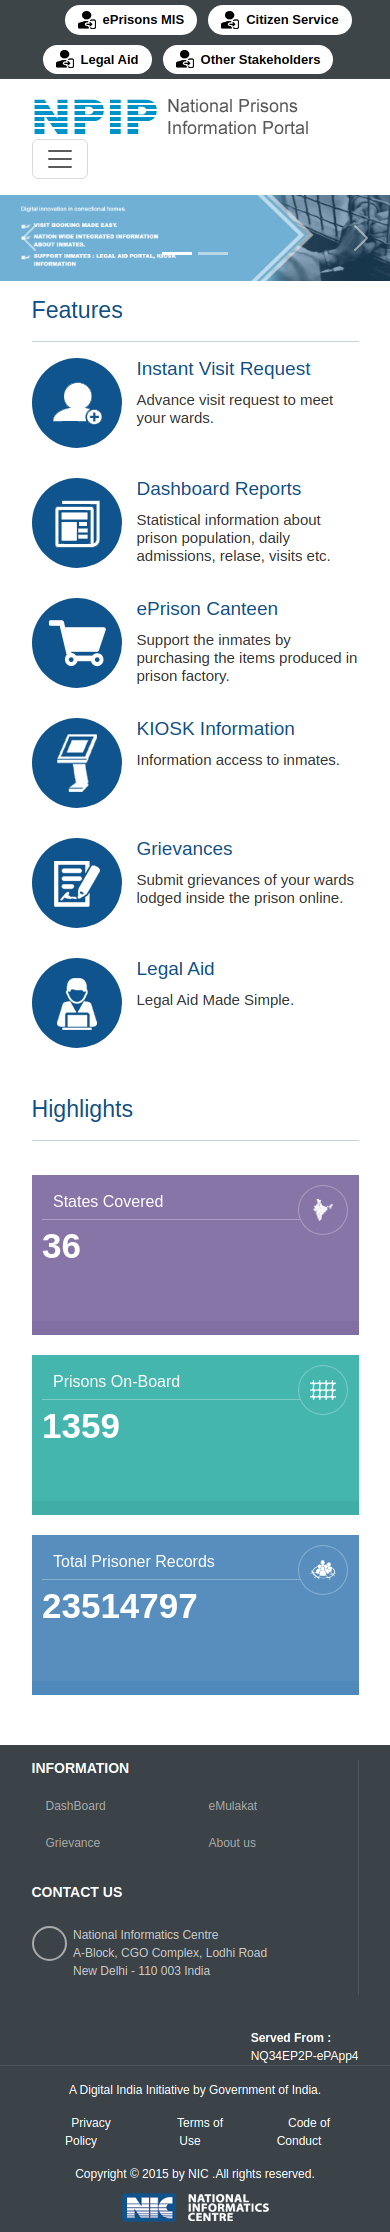 ePrisons MIS
Citizen Service
Legal Aid
Other Stakeholders
NPIP National Prisons
Information Portal
Digital innovation in correctional homes.
VISIT BOOKING MADE EASY.
NATION WIDE INTEGRATED INFORMATION
ABOUT INMATES.
SUPPORT INMATES : LEGAL AID PORTAL, KIOSK
INFORMATION
Features
Instant Visit Request
Advance visit request to meet
your wards.
Dashboard Reports
Statistical information about
prison population, daily
admissions, relase, visits etc.
ePrison Canteen
Support the inmates by
purchasing the items produced in
prison factory.
KIOSK Information
Information access to inmates.
Grievances
Submit grievances of your wards
lodged inside the prison online.
Legal Aid
Legal Aid Made Simple.
Highlights
States Covered
36
Prisons On-Board
1359
Total Prisoner Records
23514797
INFORMATION
DashBoard
eMulakat
Grievance
About us
CONTACT US
National Informatics Centre
A-Block, CGO Complex, Lodhi Road
New Delhi - 110 003 India
Served From :
NQ34EP2P-ePApp4
A Digital India Initiative by Government of India.
Privacy
Policy
Terms of
Use
Code of
Conduct
Copyright © 2015 by NIC .All rights reserved.
NIC NATIONAL
INFORMATICS
CENTRE